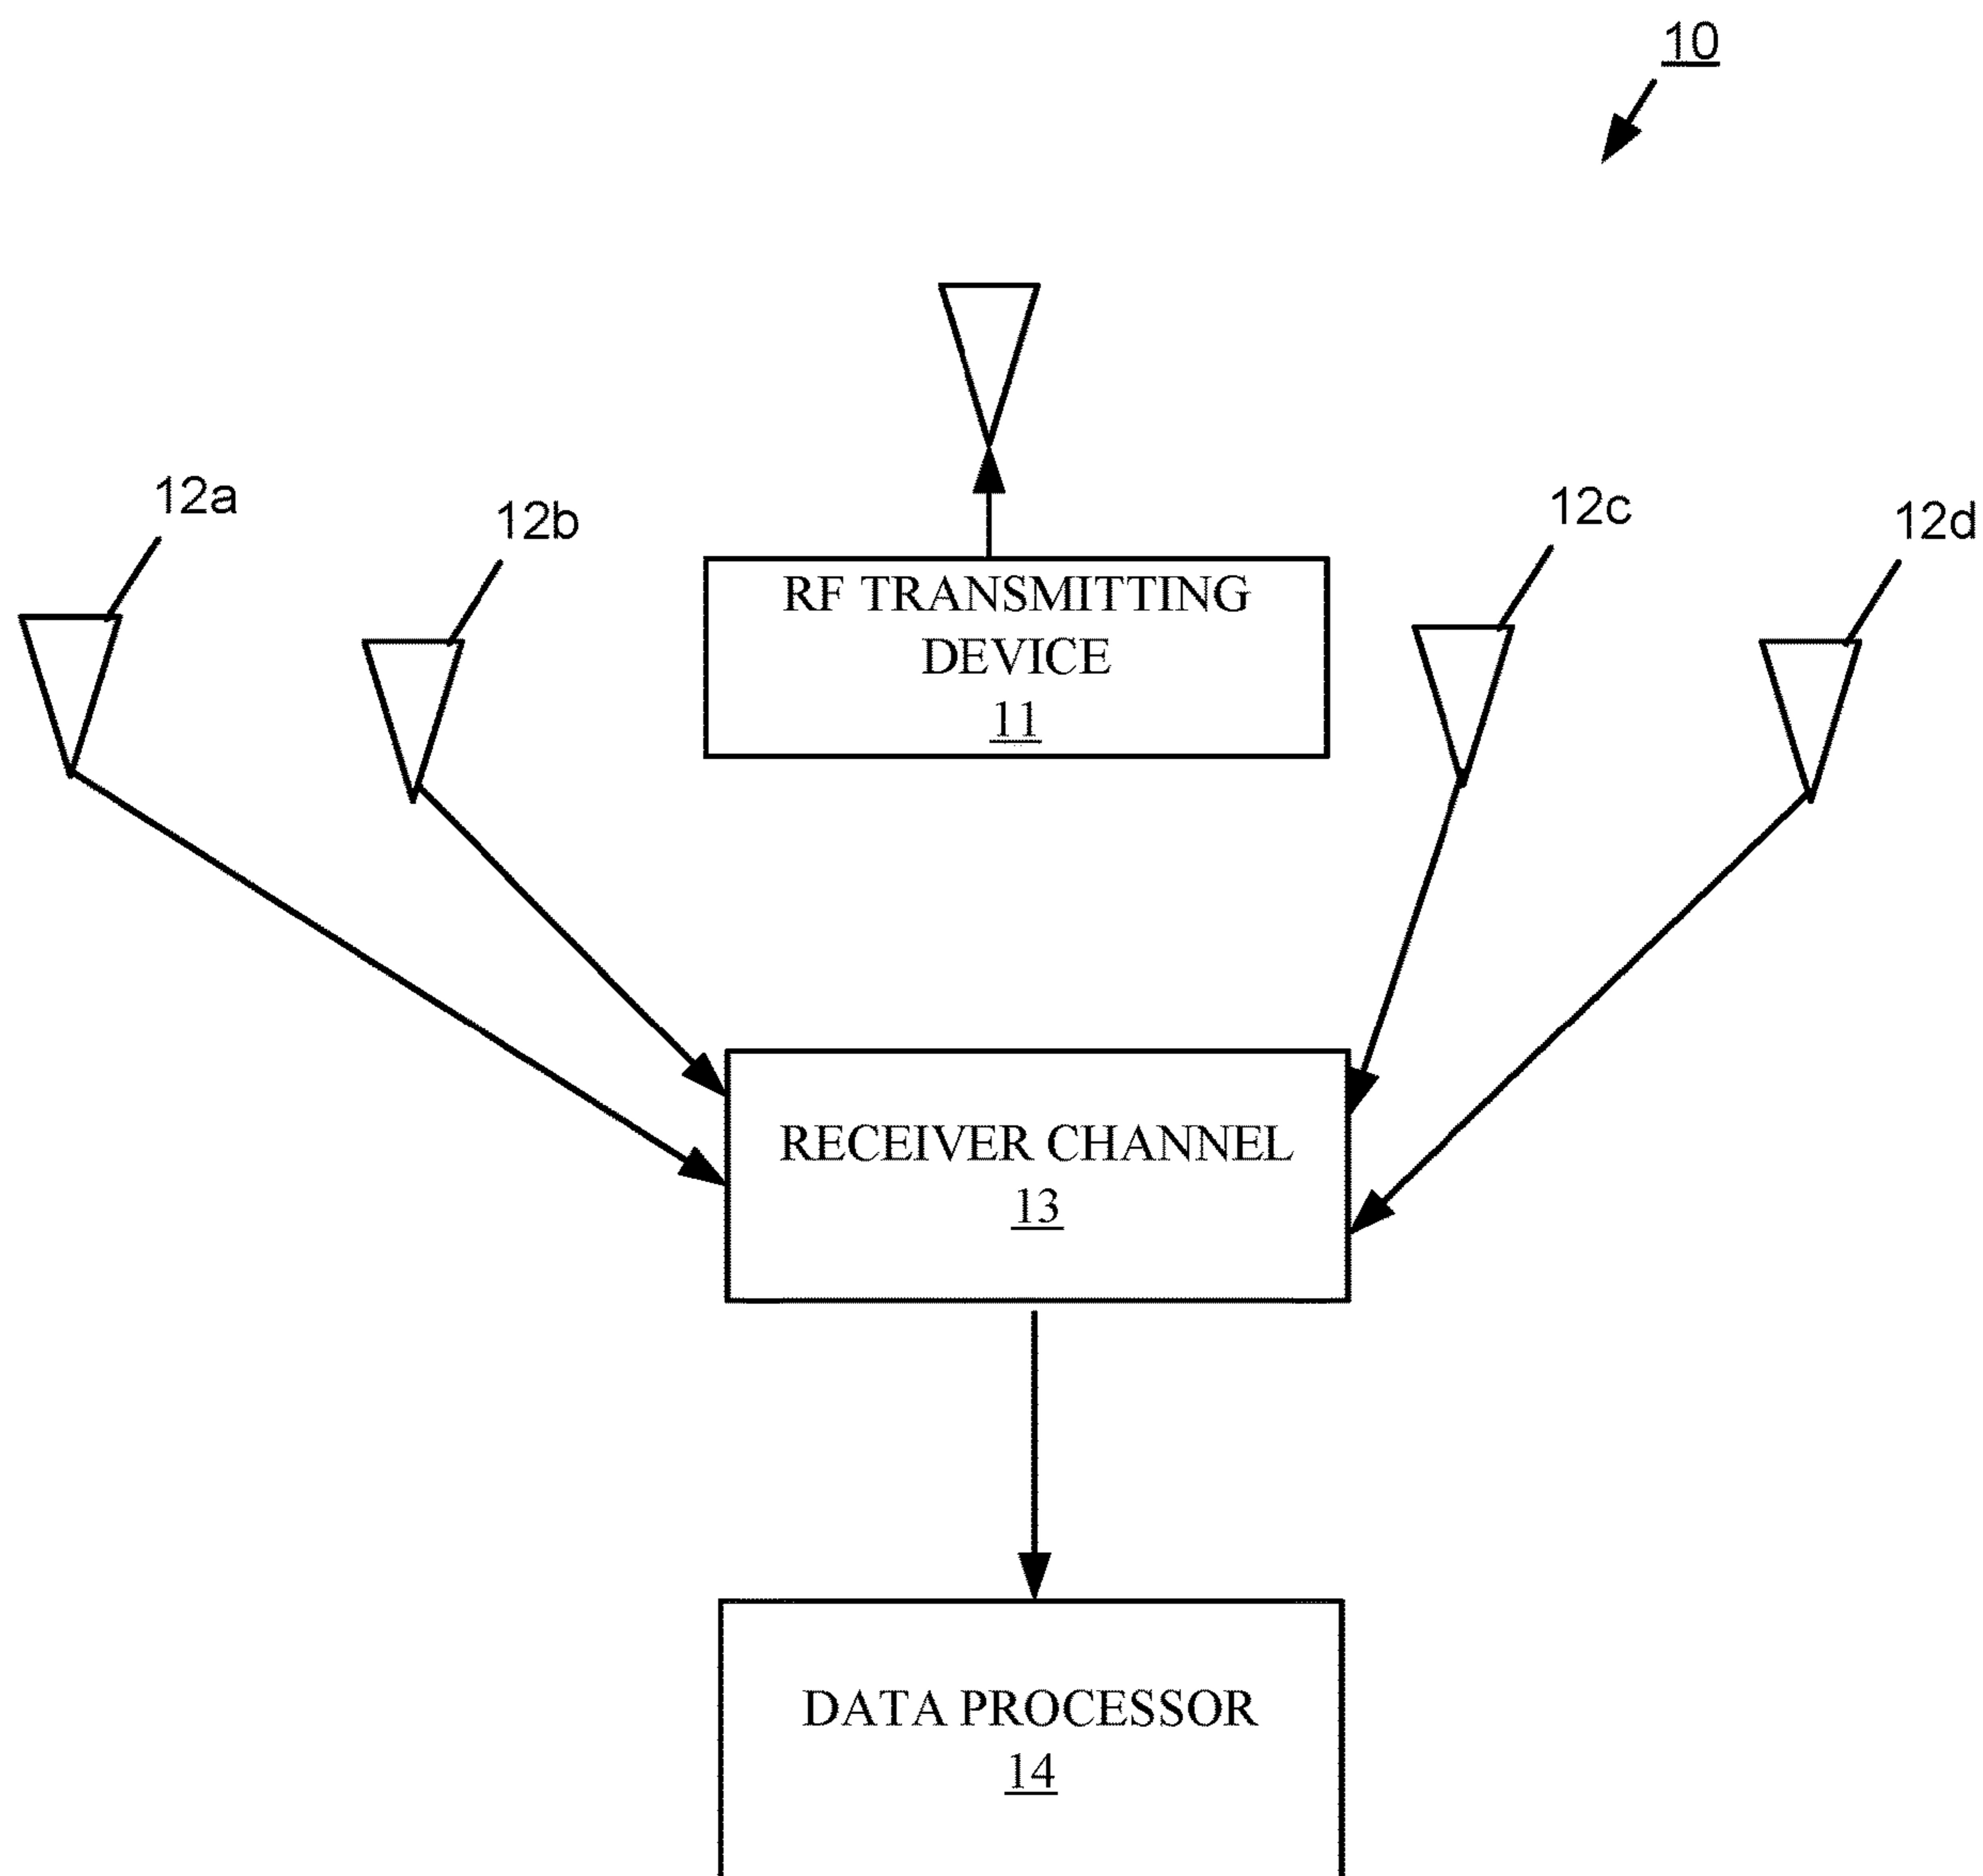 10
12a
12b
12c
12d
RF TRANSMITTING
DEVICE
11
RECEIVER CHANNEL
13
DATA PROCESSOR
14